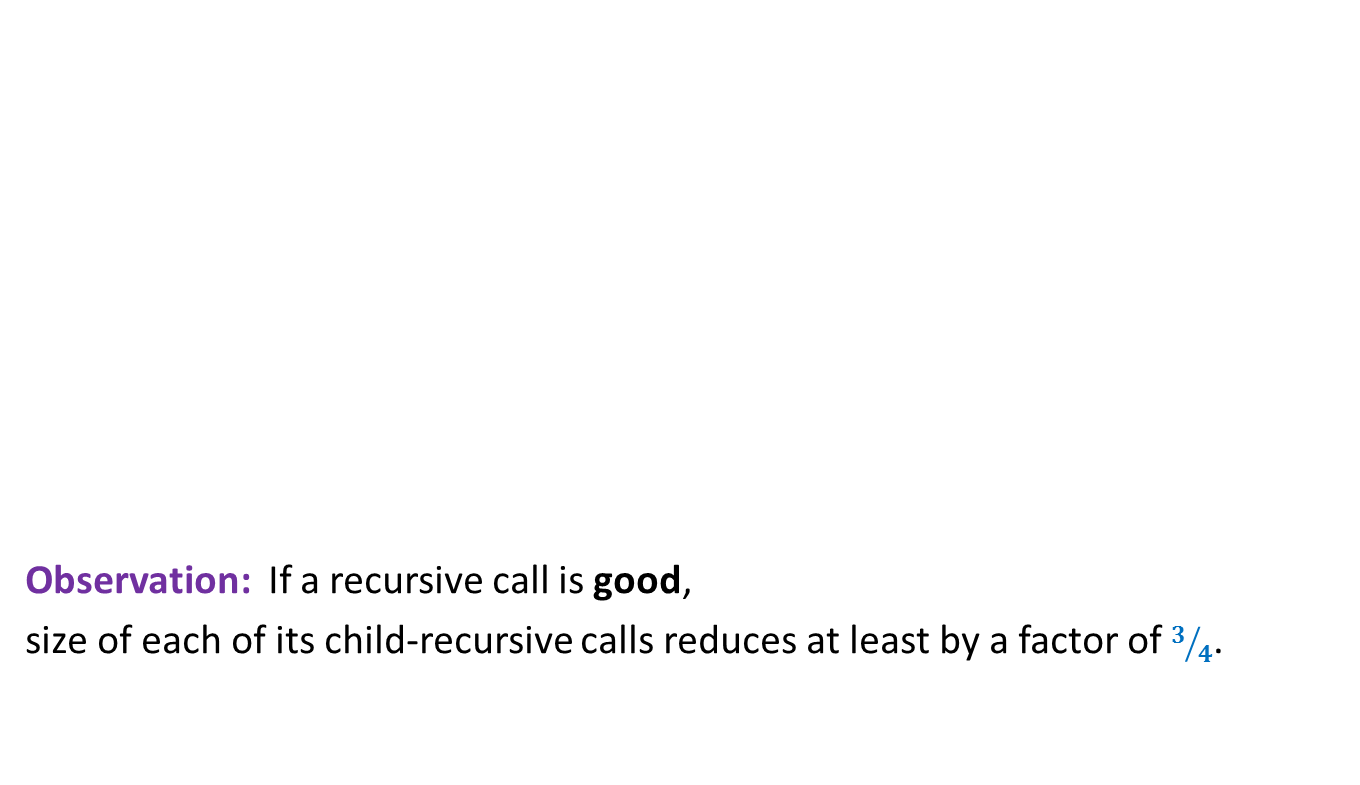 Observation: If a recursive call is good,
size of each of its child-recursive calls reduces at least by a factor of 3/4.